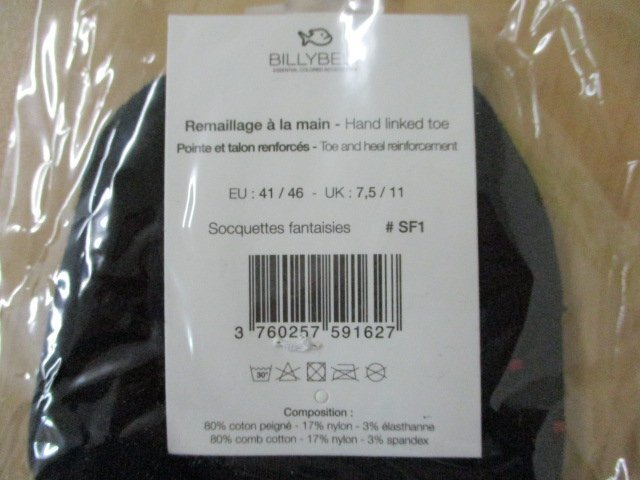 BILLYBE
Remaillage à la main - Hand linked toe
Pointe et talon renforcés - Toe and heel reinforcement
EU : 41 / 46 - UK : 7,5 / 11
Socquettes fantaisies # SF1
3 760257 591627
30°
Composition :
80% coton peigné - 17% nylon - 3% élasthanne
80% comb cotton - 17% nylon - 3% spandex